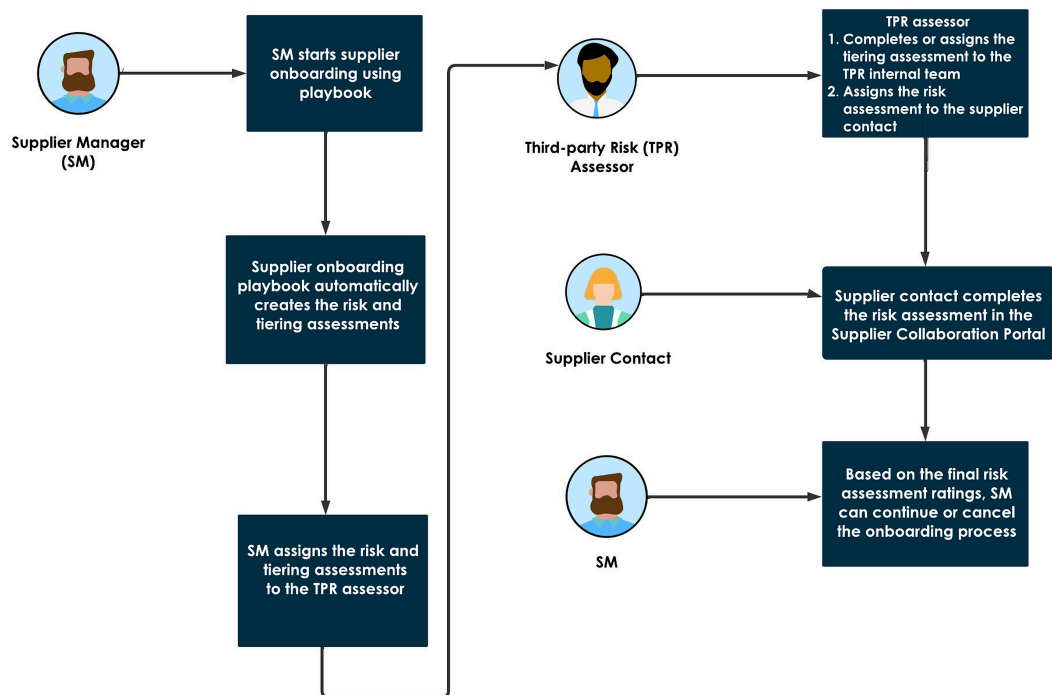 SM starts supplier
onboarding using
playbook
Supplier Manager
(SM)
Supplier onboarding
playbook automatically
creates the risk and
tiering assessments
SM assigns the risk and
tiering assessments
to the TPR assessor
Third-party Risk (TPR)
Assessor
TPR assessor
1. Completes or assigns the
tiering assessment to the
TPR internal team
2. Assigns the risk
assessment to the supplier
contact
Supplier Contact
Supplier contact completes
the risk assessment in the
Supplier Collaboration Portal
SM
Based on the final risk
assessment ratings, SM
can continue or cancel
the onboarding process